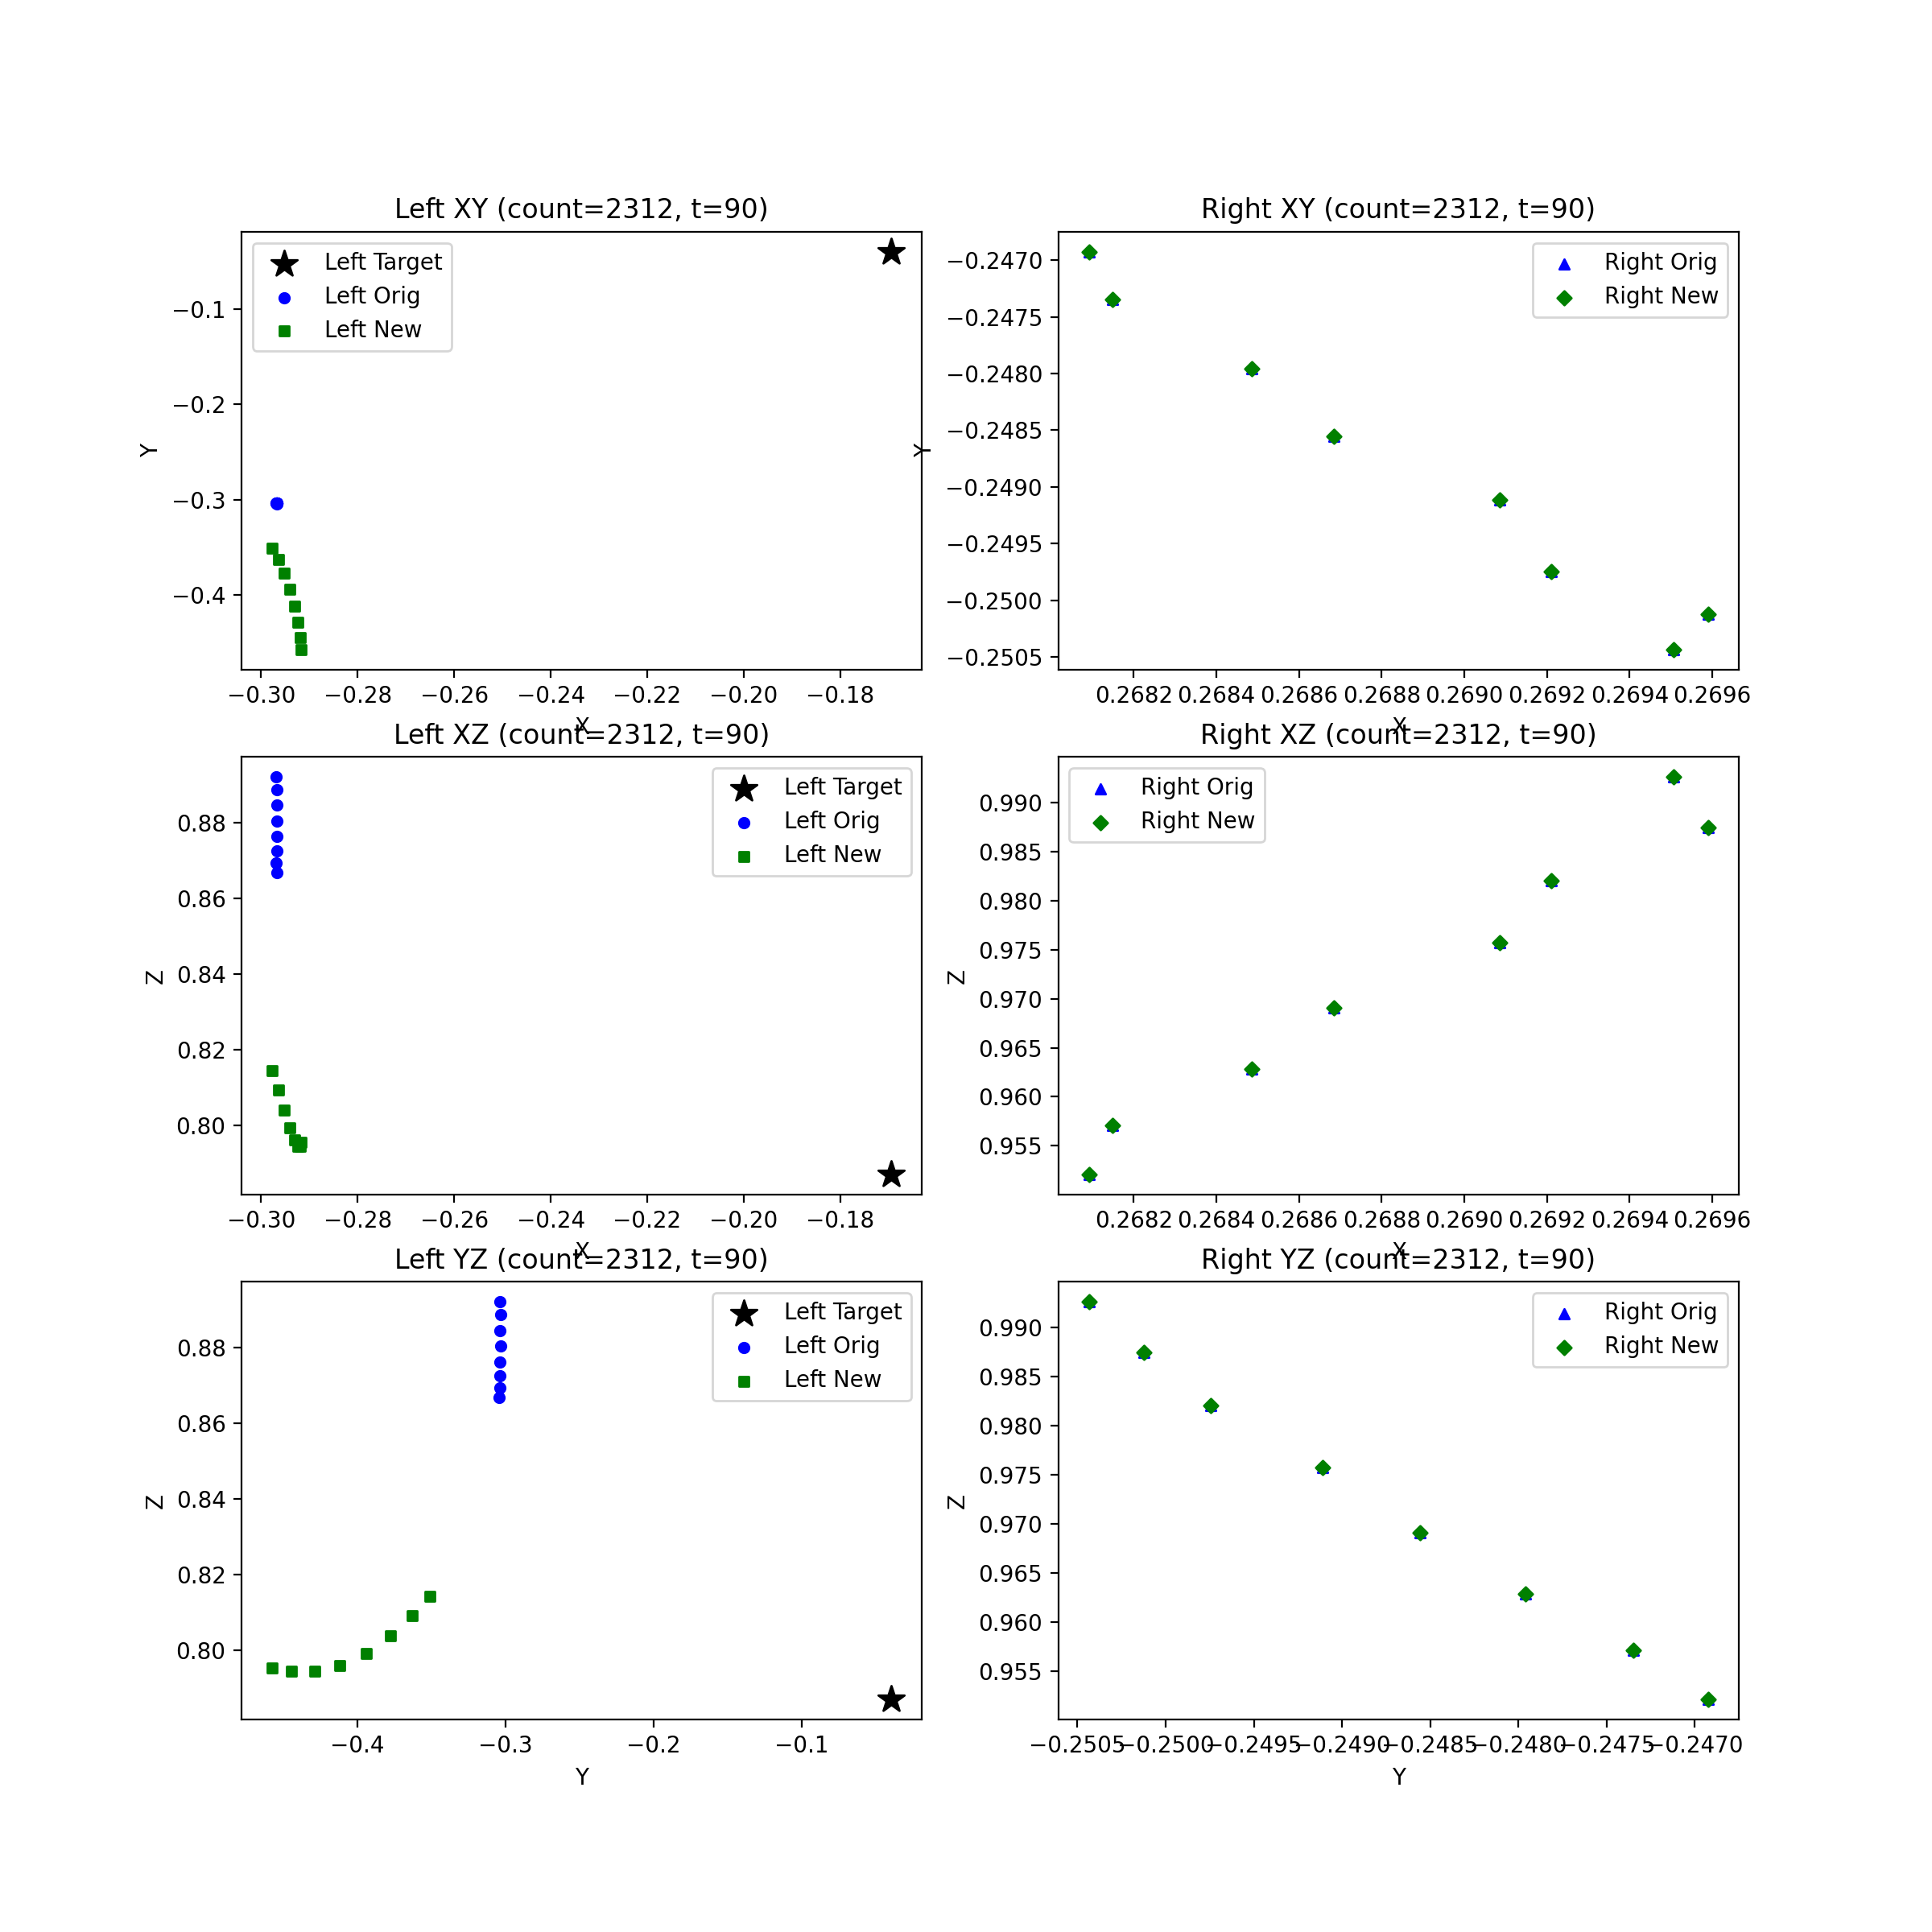 Left XY (count=2312, t=90)
Left Target
Left Orig
Left New
−0.1
−0.2
−0.3
−0.4
Y
−0.30 −0.28 −0.26 −0.24 −0.22 −0.20 −0.18
X
Right XY (count=2312, t=90)
Right Orig
Right New
−0.2470
−0.2475
−0.2480
−0.2485
−0.2490
−0.2495
−0.2500
−0.2505
Y
0.2682 0.2684 0.2686 0.2688 0.2690 0.2692 0.2694 0.2696
X
Left XZ (count=2312, t=90)
Left Target
Left Orig
Left New
0.88
0.86
0.84
0.82
0.80
Z
−0.30 −0.28 −0.26 −0.24 −0.22 −0.20 −0.18
X
Right XZ (count=2312, t=90)
Right Orig
Right New
0.990
0.985
0.980
0.975
0.970
0.965
0.960
0.955
Z
0.2682 0.2684 0.2686 0.2688 0.2690 0.2692 0.2694 0.2696
X
Left YZ (count=2312, t=90)
Left Target
Left Orig
Left New
0.88
0.86
0.84
0.82
0.80
Z
−0.4 −0.3 −0.2 −0.1
Y
Right YZ (count=2312, t=90)
Right Orig
Right New
0.990
0.985
0.980
0.975
0.970
0.965
0.960
0.955
Z
−0.2505 −0.2500 −0.2495 −0.2490 −0.2485 −0.2480 −0.2475 −0.2470
Y